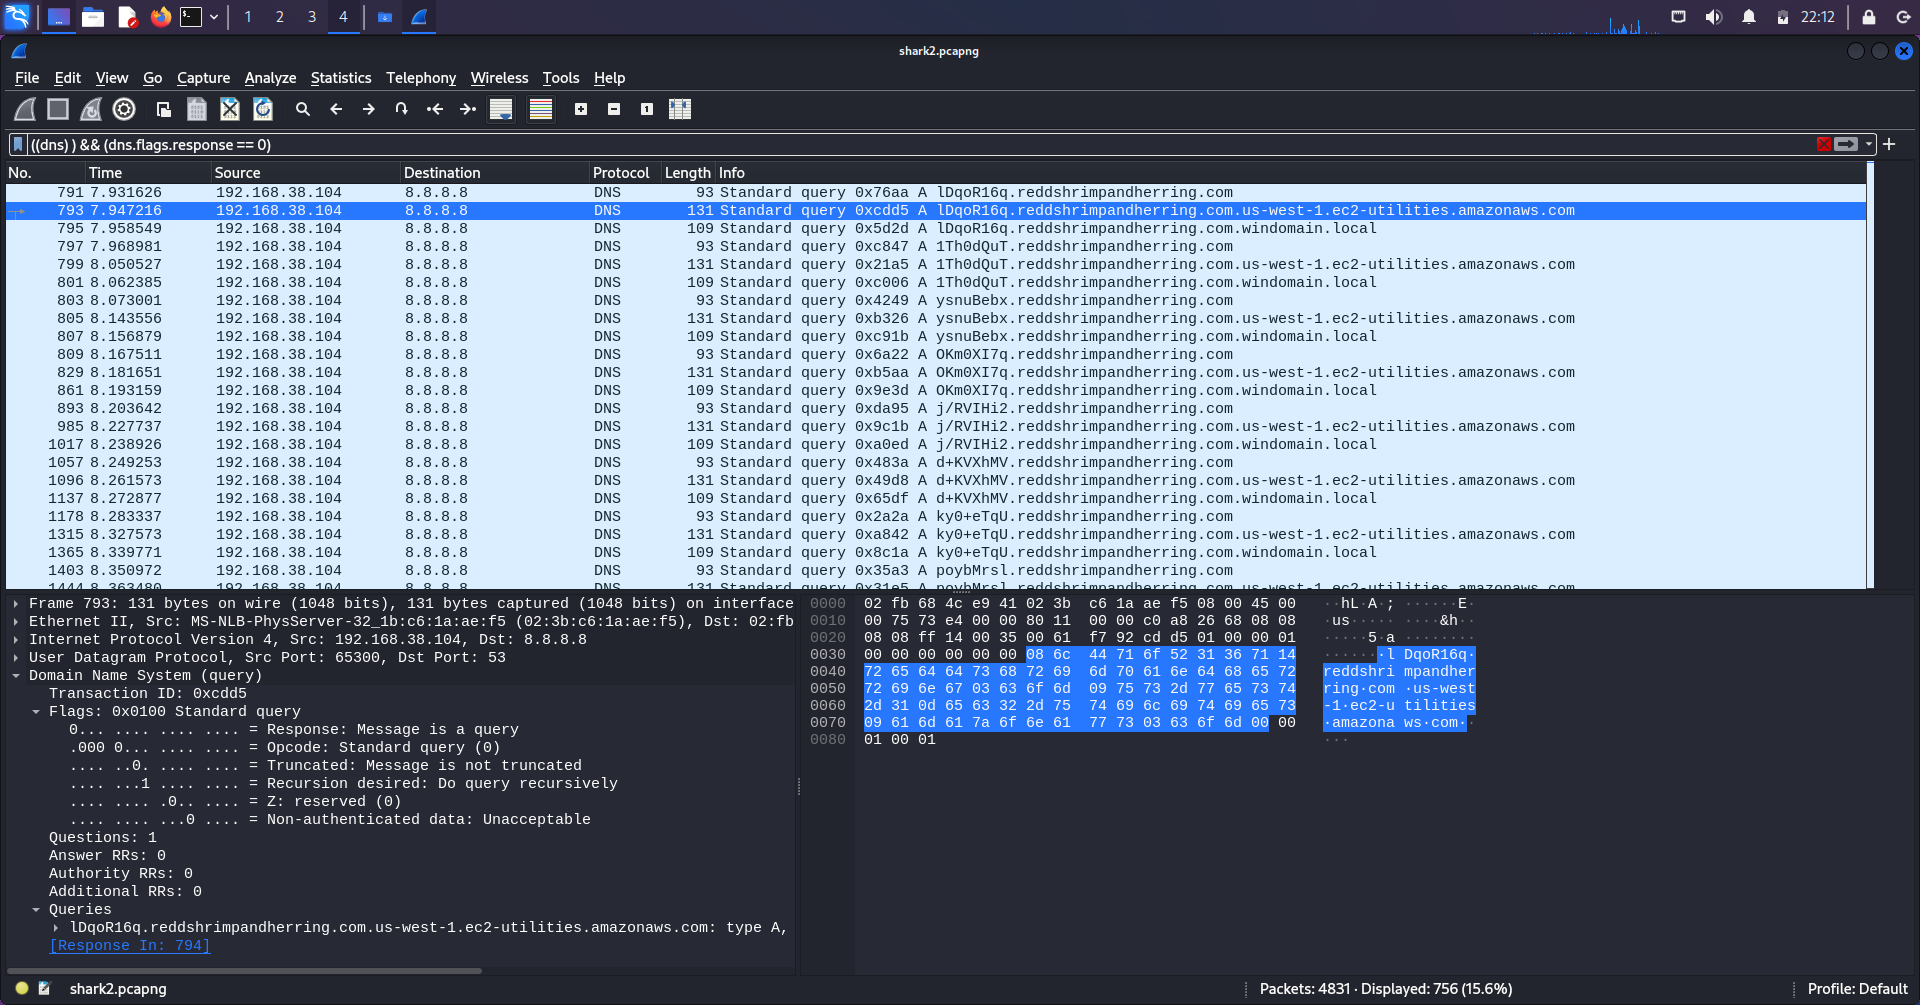 1 2 3 4 22:12
shark2.pcapng
File Edit View Go Capture Analyze Statistics Telephony Wireless Tools Help
((dns) ) && (dns.flags.response == 0)
No. Time Source Destination Protocol Length Info
791 7.931626 192.168.38.104 8.8.8.8 DNS 93 Standard query 0x76aa A lDqoR16q.reddshrimpandherring.com
793 7.947216 192.168.38.104 8.8.8.8 DNS 131 Standard query 0xcdd5 A lDqoR16q.reddshrimpandherring.com.us-west-1.ec2-utilities.amazonaws.com
795 7.958549 192.168.38.104 8.8.8.8 DNS 109 Standard query 0x5d2d A lDqoR16q.reddshrimpandherring.com.windomain.local
797 7.968981 192.168.38.104 8.8.8.8 DNS 93 Standard query 0xc847 A 1Th0dQuT.reddshrimpandherring.com
799 8.050527 192.168.38.104 8.8.8.8 DNS 131 Standard query 0x21a5 A 1Th0dQuT.reddshrimpandherring.com.us-west-1.ec2-utilities.amazonaws.com
801 8.062385 192.168.38.104 8.8.8.8 DNS 109 Standard query 0xc006 A 1Th0dQuT.reddshrimpandherring.com.windomain.local
803 8.073001 192.168.38.104 8.8.8.8 DNS 93 Standard query 0x4249 A ysnuBebx.reddshrimpandherring.com
805 8.143556 192.168.38.104 8.8.8.8 DNS 131 Standard query 0xb326 A ysnuBebx.reddshrimpandherring.com.us-west-1.ec2-utilities.amazonaws.com
807 8.156879 192.168.38.104 8.8.8.8 DNS 109 Standard query 0xc91b A ysnuBebx.reddshrimpandherring.com.windomain.local
809 8.167511 192.168.38.104 8.8.8.8 DNS 93 Standard query 0x6a22 A OKm0XI7q.reddshrimpandherring.com
829 8.181651 192.168.38.104 8.8.8.8 DNS 131 Standard query 0xb5aa A OKm0XI7q.reddshrimpandherring.com.us-west-1.ec2-utilities.amazonaws.com
861 8.193159 192.168.38.104 8.8.8.8 DNS 109 Standard query 0x9e3d A OKm0XI7q.reddshrimpandherring.com.windomain.local
893 8.203642 192.168.38.104 8.8.8.8 DNS 93 Standard query 0xda95 A j/RVIHi2.reddshrimpandherring.com
985 8.227737 192.168.38.104 8.8.8.8 DNS 131 Standard query 0x9c1b A j/RVIHi2.reddshrimpandherring.com.us-west-1.ec2-utilities.amazonaws.com
1017 8.238926 192.168.38.104 8.8.8.8 DNS 109 Standard query 0xa0ed A j/RVIHi2.reddshrimpandherring.com.windomain.local
1057 8.249253 192.168.38.104 8.8.8.8 DNS 93 Standard query 0x483a A d+KVXhMV.reddshrimpandherring.com
1096 8.261573 192.168.38.104 8.8.8.8 DNS 131 Standard query 0x49d8 A d+KVXhMV.reddshrimpandherring.com.us-west-1.ec2-utilities.amazonaws.com
1137 8.272877 192.168.38.104 8.8.8.8 DNS 109 Standard query 0x65df A d+KVXhMV.reddshrimpandherring.com.windomain.local
1178 8.283337 192.168.38.104 8.8.8.8 DNS 93 Standard query 0x2a2a A ky0+eTqU.reddshrimpandherring.com
1315 8.327573 192.168.38.104 8.8.8.8 DNS 131 Standard query 0xa842 A ky0+eTqU.reddshrimpandherring.com.us-west-1.ec2-utilities.amazonaws.com
1365 8.339771 192.168.38.104 8.8.8.8 DNS 109 Standard query 0x8c1a A ky0+eTqU.reddshrimpandherring.com.windomain.local
1403 8.350972 192.168.38.104 8.8.8.8 DNS 93 Standard query 0x35a3 A poybMrsl.reddshrimpandherring.com
1444 8.363480 192.168.38.104 8.8.8.8 DNS 131 Standard query 0x31e5 A poybMrsl.reddshrimpandherring.com.us-west-1.ec2-utilities.amazonaws.com
Frame 793: 131 bytes on wire (1048 bits), 131 bytes captured (1048 bits) on interface
Ethernet II, Src: MS-NLB-PhysServer-32_1b:c6:1a:ae:f5 (02:3b:c6:1a:ae:f5), Dst: 02:fb
Internet Protocol Version 4, Src: 192.168.38.104, Dst: 8.8.8.8
User Datagram Protocol, Src Port: 65300, Dst Port: 53
Domain Name System (query)
Transaction ID: 0xcdd5
Flags: 0x0100 Standard query
0... .... .... .... = Response: Message is a query
.000 0... .... .... = Opcode: Standard query (0)
.... ..0. .... .... = Truncated: Message is not truncated
.... ...1 .... .... = Recursion desired: Do query recursively
.... .... .0.. .... = Z: reserved (0)
.... .... ...0 .... = Non-authenticated data: Unacceptable
Questions: 1
Answer RRs: 0
Authority RRs: 0
Additional RRs: 0
Queries
lDqoR16q.reddshrimpandherring.com.us-west-1.ec2-utilities.amazonaws.com: type A,
[Response In: 794]
0000 02 fb 68 4c e9 41 02 3b c6 1a ae f5 08 00 45 00 ··hL·A·; ······E·
0010 00 75 73 e4 00 00 80 11 00 00 c0 a8 26 68 08 08 ·us····· ····&h··
0020 08 08 ff 14 00 35 00 61 f7 92 cd d5 01 00 00 01 ·····5·a ········
0030 00 00 00 00 00 00 08 6c 44 71 6f 52 31 36 71 14 ·······l DqoR16q·
0040 72 65 64 64 73 68 72 69 6d 70 61 6e 64 68 65 72 reddshri mpandher
0050 72 69 6e 67 03 63 6f 6d 09 75 73 2d 77 65 73 74 ring·com ·us-west
0060 2d 31 0d 65 63 32 2d 75 74 69 6c 69 74 69 65 73 -1·ec2-u tilities
0070 09 61 6d 61 7a 6f 6e 61 77 73 03 63 6f 6d 00 00 ·amazona ws·com··
0080 01 00 01 ···
shark2.pcapng Packets: 4831 · Displayed: 756 (15.6%) Profile: Default